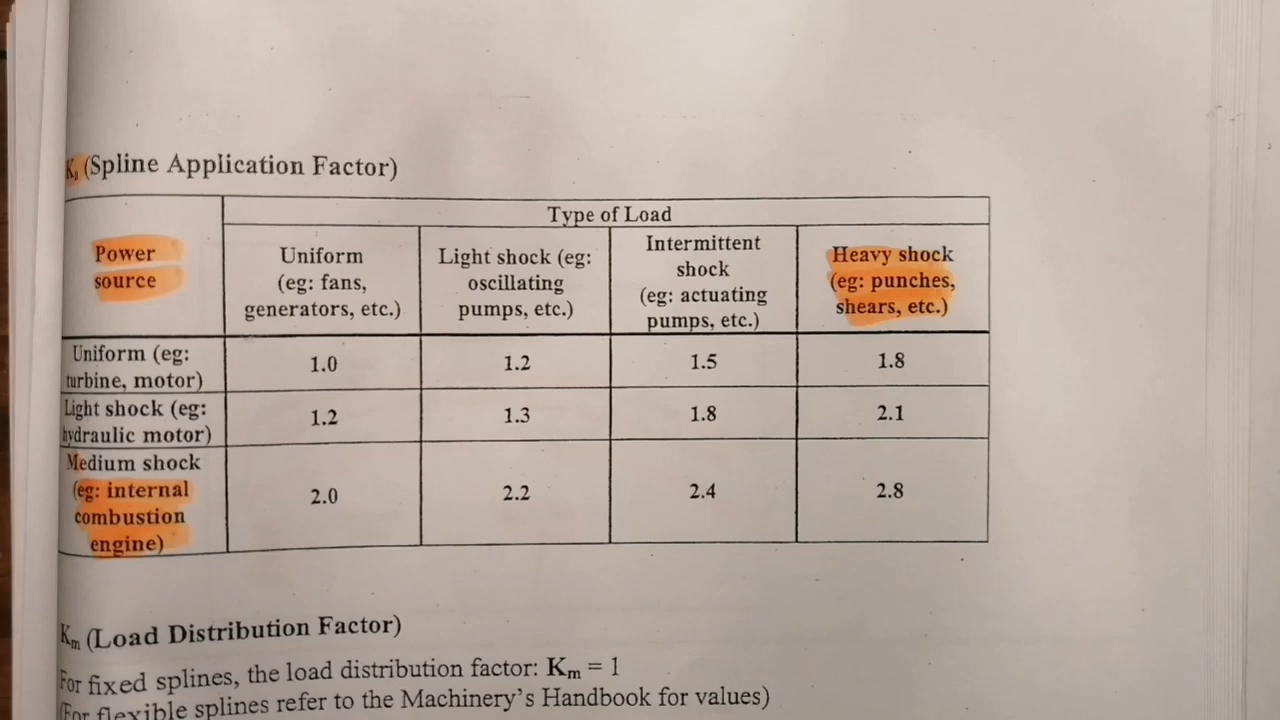 Kₐ (Spline Application Factor)
Type of Load
Power
source
Uniform
(eg: fans,
generators, etc.)
Light shock (eg:
oscillating
pumps, etc.)
Intermittent
shock
(eg: actuating
pumps, etc.)
Heavy shock
(eg: punches,
shears, etc.)
Uniform (eg:
turbine, motor)
1.0
1.2
1.5
1.8
Light shock (eg:
hydraulic motor)
1.2
1.3
1.8
2.1
Medium shock
(eg: internal
combustion
engine)
2.0
2.2
2.4
2.8
Kₘ (Load Distribution Factor)
For fixed splines, the load distribution factor: Kₘ = 1
(For flexible splines refer to the Machinery's Handbook for values)